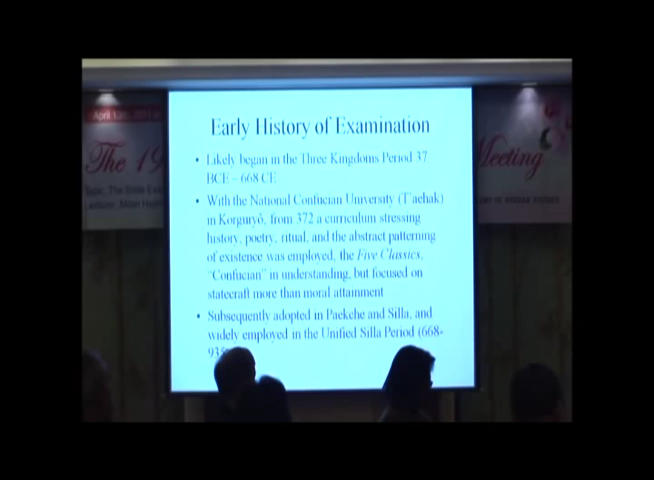 Early History of Examination
• Likely began in the Three Kingdoms Period 37
BCE – 668 CE
• With the National Confucian University (T'aehak)
in Korguryŏ, from 372 a curriculum stressing
history, poetry, ritual, and the abstract patterning
of existence was employed, the Five Classics,
"Confucian" in understanding, but focused on
statecraft more than moral attainment
• Subsequently adopted in Paekche and Silla, and
widely employed in the Unified Silla Period (668-
935
April
The 19
Meeting